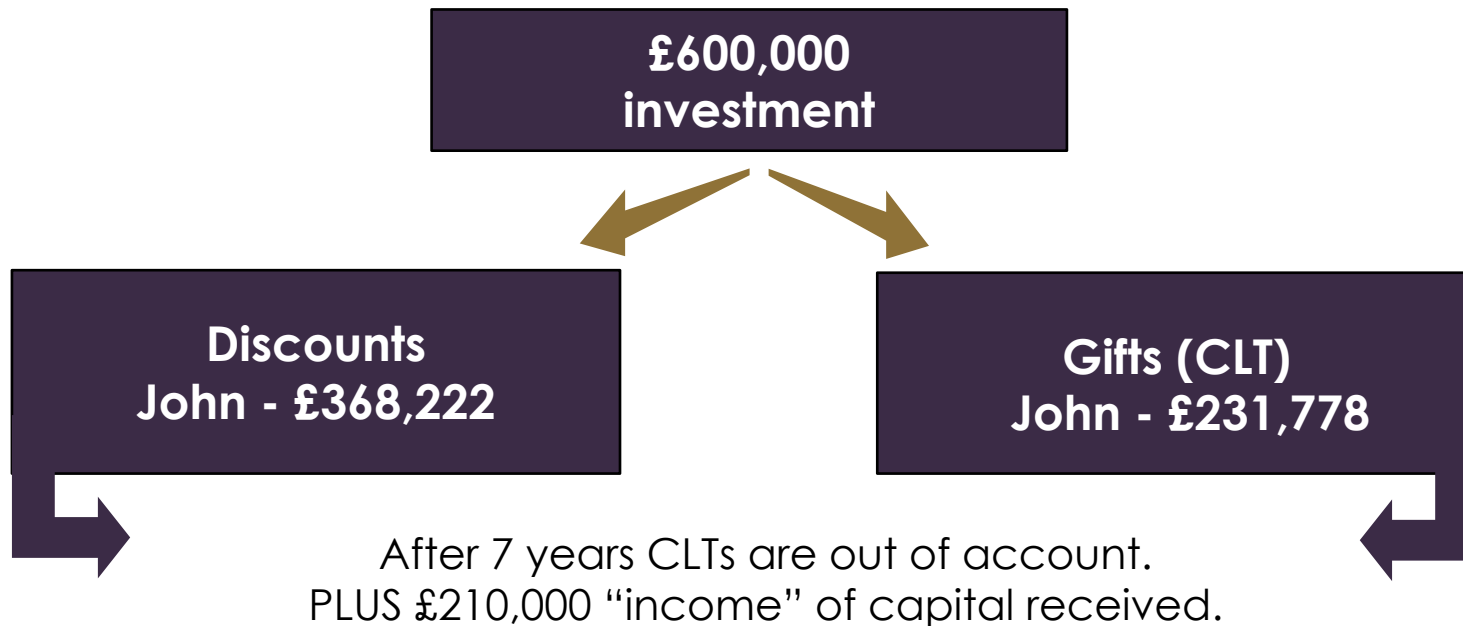 £600,000
investment
Discounts
John - £368,222
Gifts (CLT)
John - £231,778
After 7 years CLTs are out of account.
PLUS £210,000 “income” of capital received.